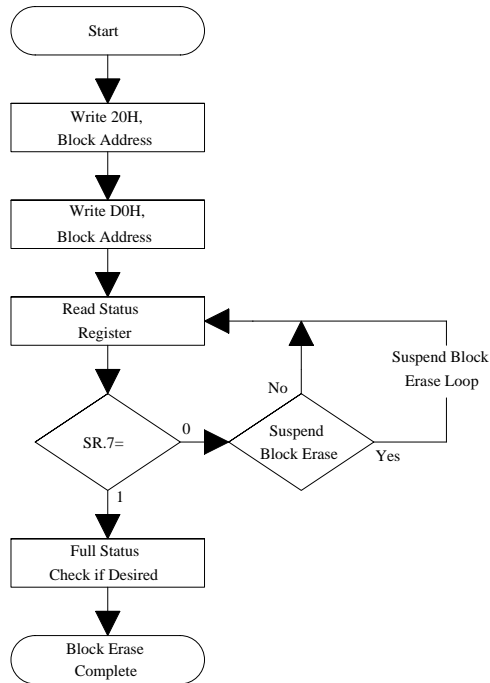 Start
Write 20H,
Block Address
Write D0H,
Block Address
Read Status
Register
Suspend Block
Erase Loop
No
SR.7=
0
Suspend
Block Erase
Yes
1
Full Status
Check if Desired
Block Erase
Complete